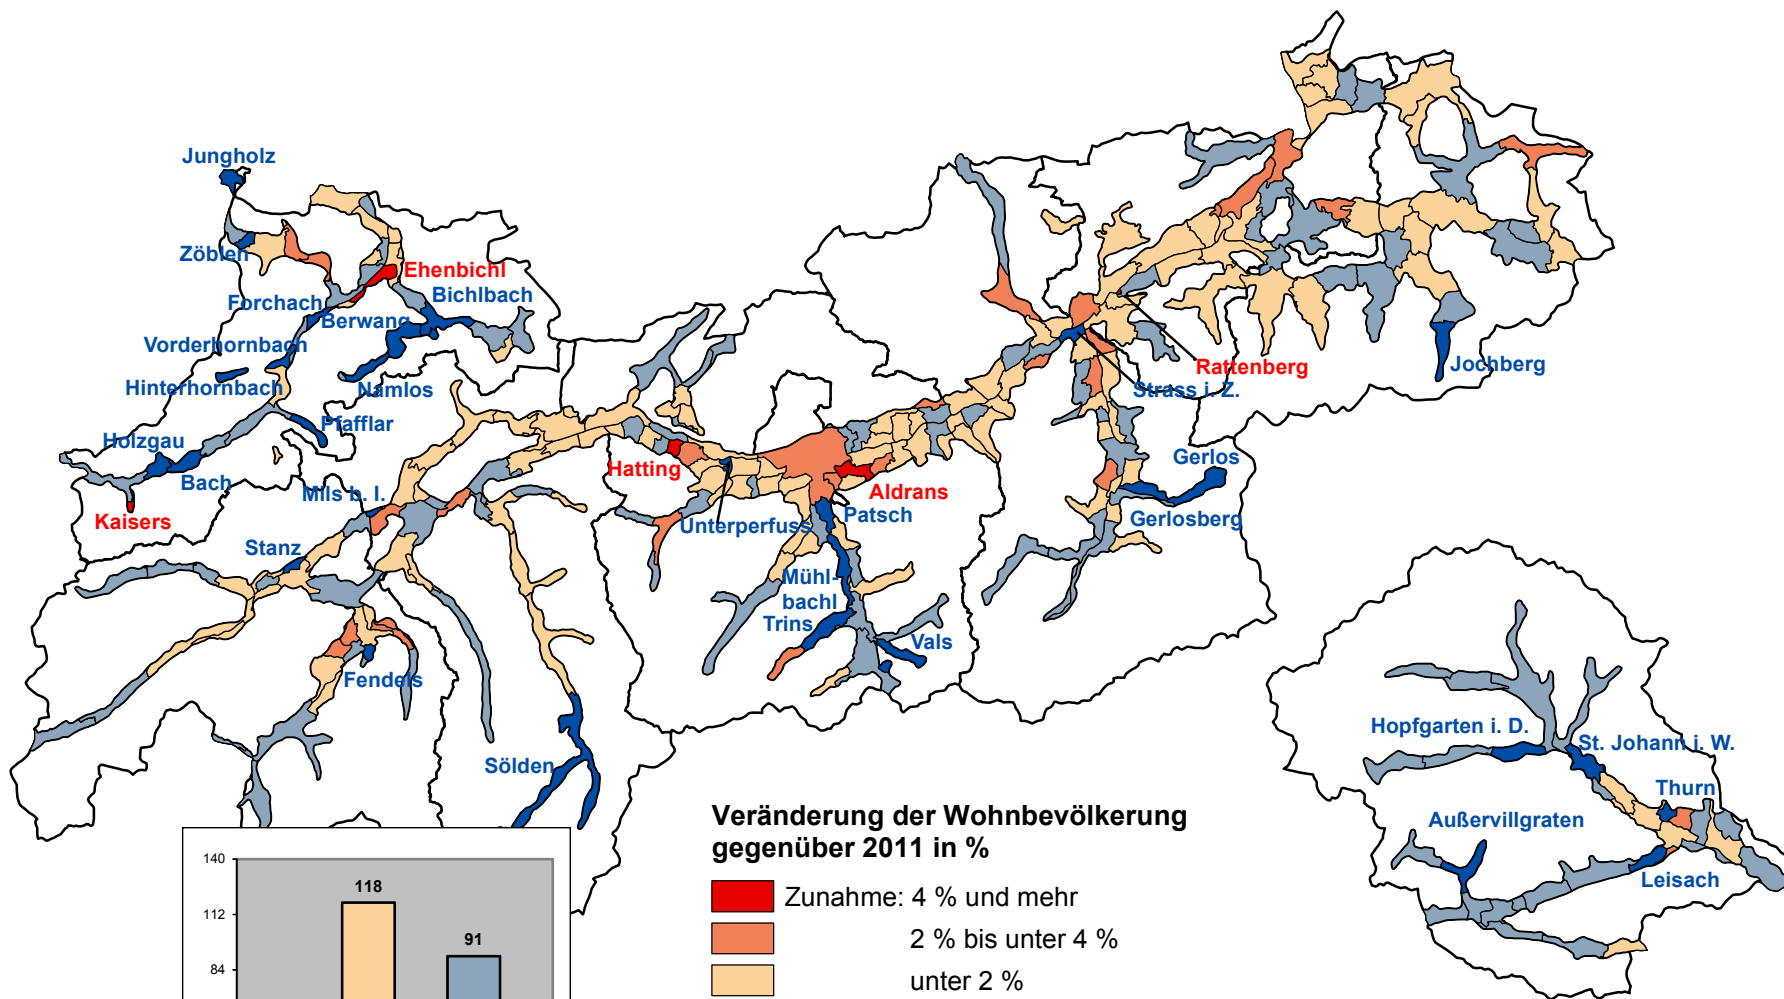 Jungholz
Zöblen
Ehenbichl
Bichlbach
Forchach
Berwang
Vorderhornbach
Hinterhornbach
Namlos
Pfafflar
Holzgau
Bach
Kaisers
Mils b. I.
Stanz
Fendels
Sölden
Hatting
Unterperfuss
Aldrans
Patsch
Mühl-
bachl
Trins
Vals
Rattenberg
Strass i. Z.
Jochberg
Gerlos
Gerlosberg
Hopfgarten i. D.
St. Johann i. W.
Thurn
Außervillgraten
Leisach
140
118
112
91
84
Veränderung der Wohnbevölkerung
gegenüber 2011 in %
Zunahme: 4 % und mehr
2 % bis unter 4 %
unter 2 %